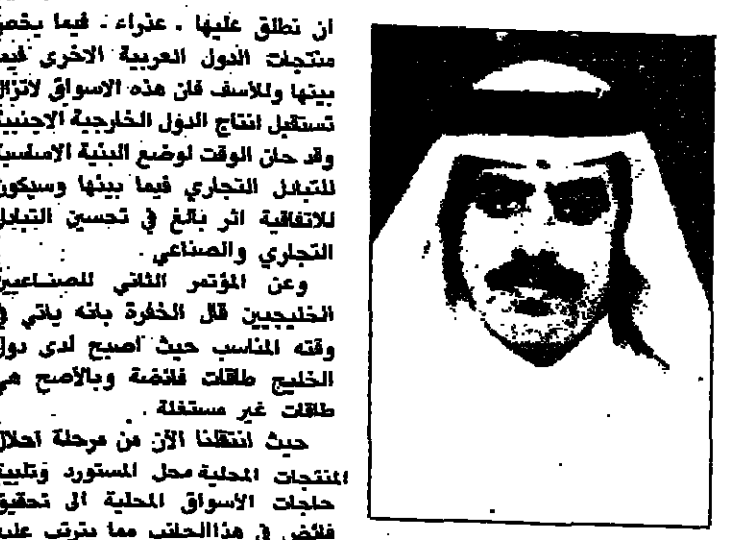 ان نطلق عليها . عذراء . فيما يخص
منتجات الدول العربية الاخرى فيما
بينها وللأسف فان هذه الاسواق لاتزال
تستقبل انتاج الدول الخارجية الاجنبية
وقد حان الوقت لوضع البنية الاساسية
للتبادل التجاري فيما بينها وسيكون
للاتفاقية اثر بالغ في تحسين التبادل
التجاري والصناعي .
وعن المؤتمر الثاني للصناعيين
الخليجيين قال الخفرة بانه ياتي في
وقته المناسب حيث اصبح لدى دول
الخليج طاقات فائضة وبالأصح هي
طاقات غير مستغلة .
حيث انتقلنا الآن من مرحلة احلال
المنتجات المحلية محل المستورد وتلبية
حاجات الأسواق المحلية الى تحقيق
فائض في هذاالجانب مما يترتب عليه